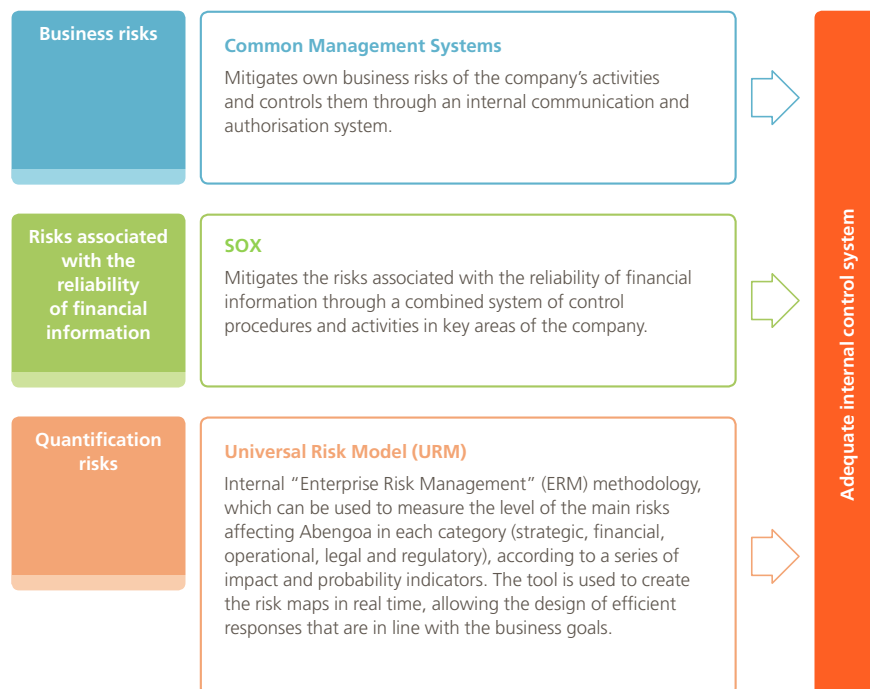 Business risks
Common Management Systems
Mitigates own business risks of the company's activities
and controls them through an internal communication and
authorisation system.
Risks associated
with the
reliability
of financial
information
SOX
Mitigates the risks associated with the reliability of financial
information through a combined system of control
procedures and activities in key areas of the company.
Quantification
risks
Universal Risk Model (URM)
Internal “Enterprise Risk Management” (ERM) methodology,
which can be used to measure the level of the main risks
affecting Abengoa in each category (strategic, financial,
operational, legal and regulatory), according to a series of
impact and probability indicators. The tool is used to create
the risk maps in real time, allowing the design of efficient
responses that are in line with the business goals.
Adequate internal control system